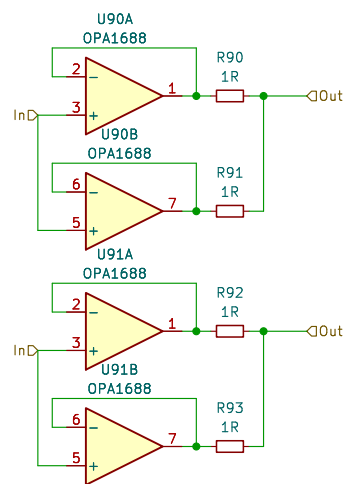 U90A
OPA1688
2
3
1
In
R90
1R
Out
U90B
OPA1688
6
5
7
R91
1R
U91A
OPA1688
2
3
1
In
R92
1R
Out
U91B
OPA1688
6
5
7
R93
1R